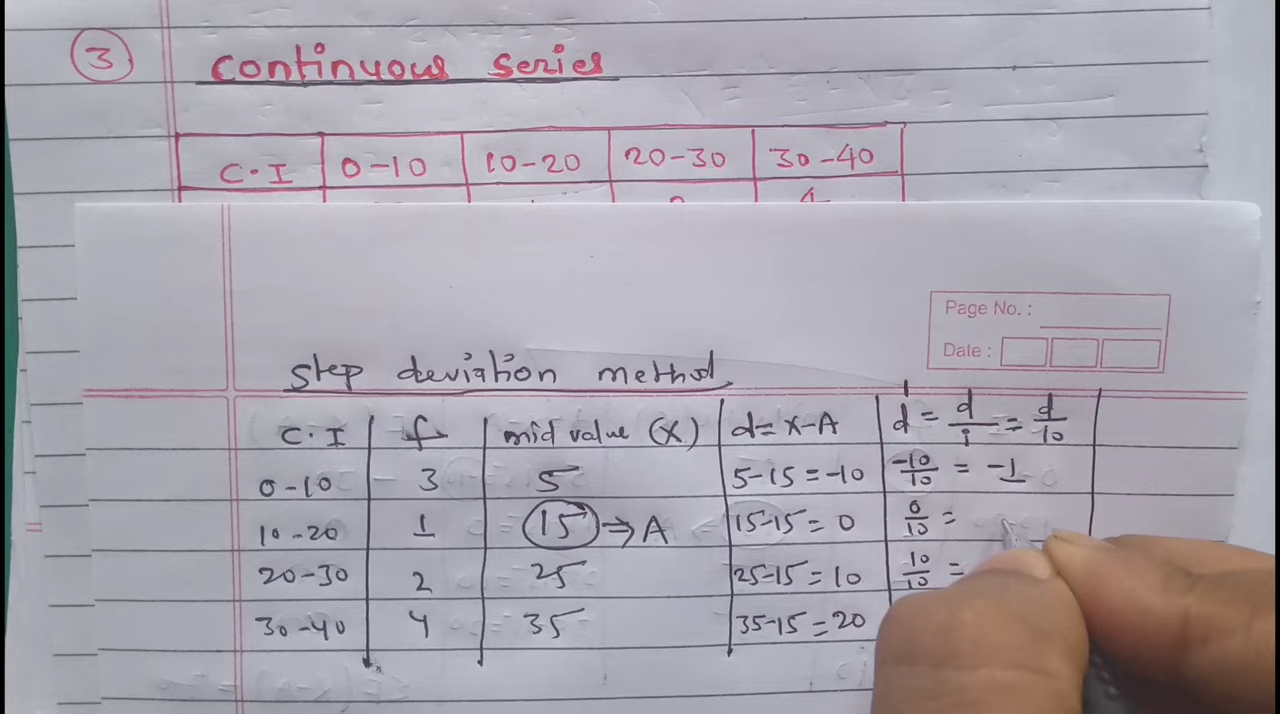 3 Continuous series
C.I 0-10 10-20 20-30 30-40
Page No. :
Date :
step deviation method
C.I f mid value (X) d=X-A d' = d/i = d/10
0-10 3 5 5-15=-10 -10/10 = -1
10-20 1 15 → A 15-15=0 0/10 =
20-30 2 25 25-15=10 10/10 =
30-40 4 35 35-15=20